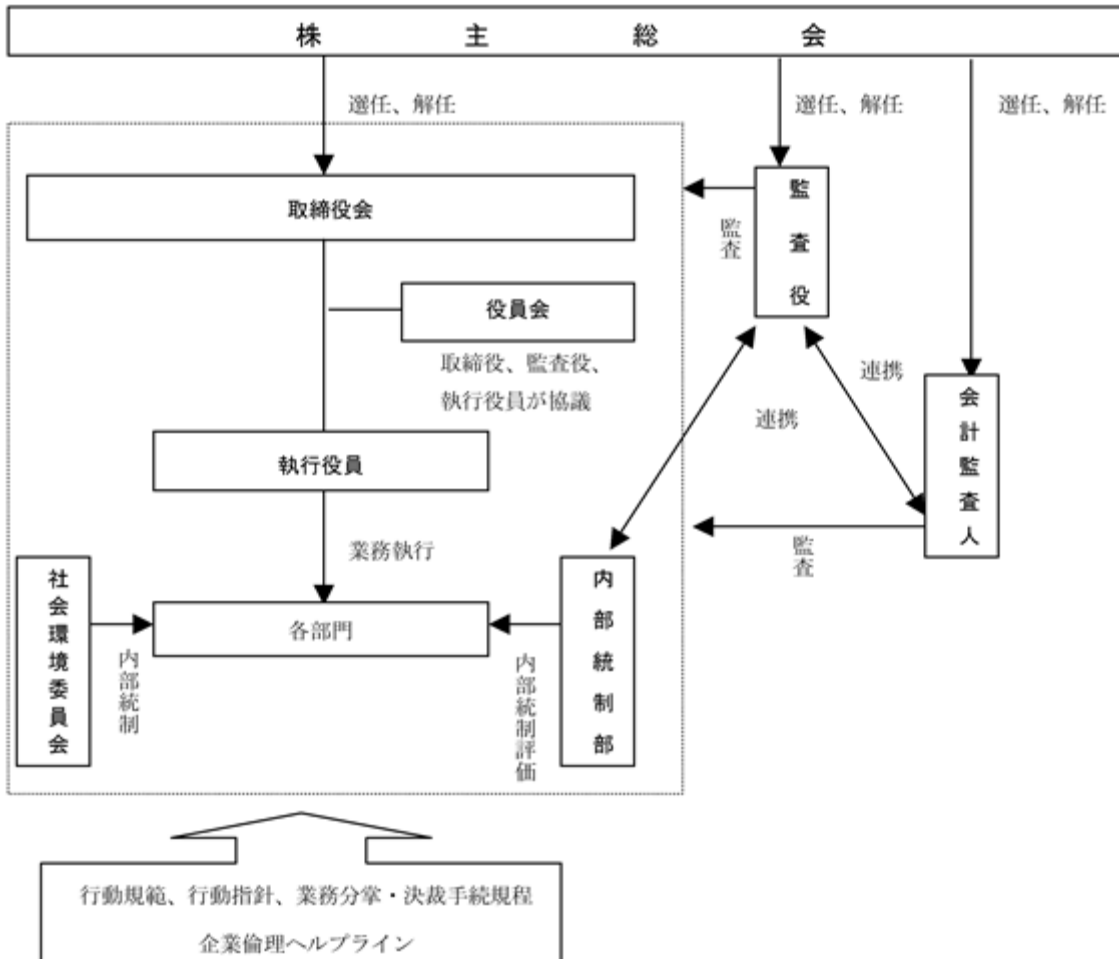 株主総会
選任、解任
選任、解任
選任、解任
取締役会
監査役
監査
役員会
取締役、監査役、
執行役員が協議
連携
連携
会計監査人
執行役員
監査
業務執行
社会環境委員会
内部統制
各部門
内部統制評価
内部統制部
行動規範、行動指針、業務分掌・決裁手続規程
企業倫理ヘルプライン